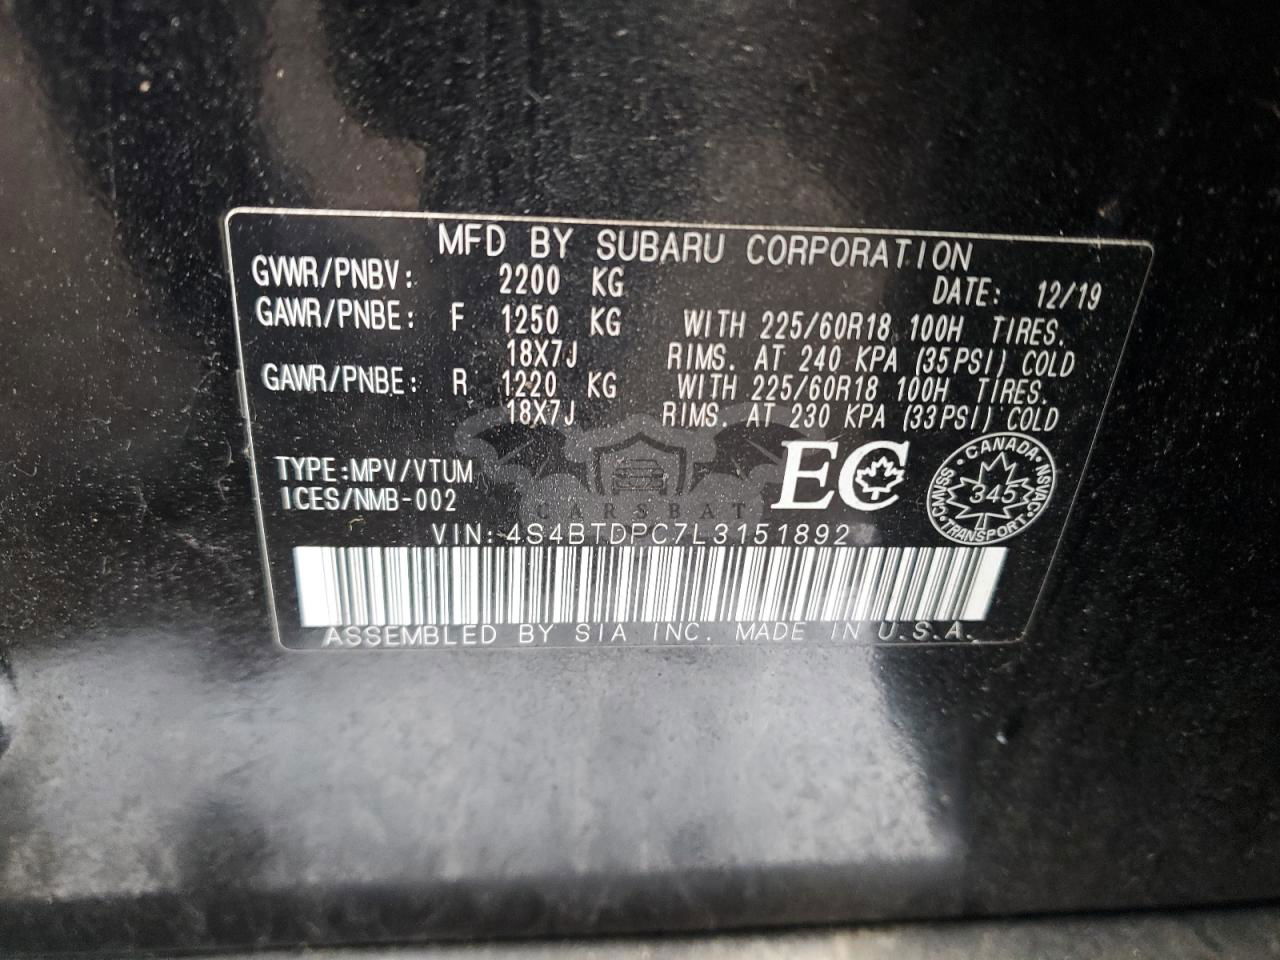 MFD BY SUBARU CORPORATION
GVWR/PNBV: 2200 KG DATE: 12/19
GAWR/PNBE: F 1250 KG WITH 225/60R18 100H TIRES.
18X7J RIMS. AT 240 KPA (35PSI) COLD
GAWR/PNBE: R 1220 KG WITH 225/60R18 100H TIRES.
18X7J RIMS. AT 230 KPA (33PSI) COLD
TYPE:MPV/VTUM
ICES/NMB-002
EC
CANADA NSVAC TRANSPORT CMVSS
345
CARSBAT
VIN: 4S4BTDPC7L3151892
ASSEMBLED BY SIA INC. MADE IN U.S.A.